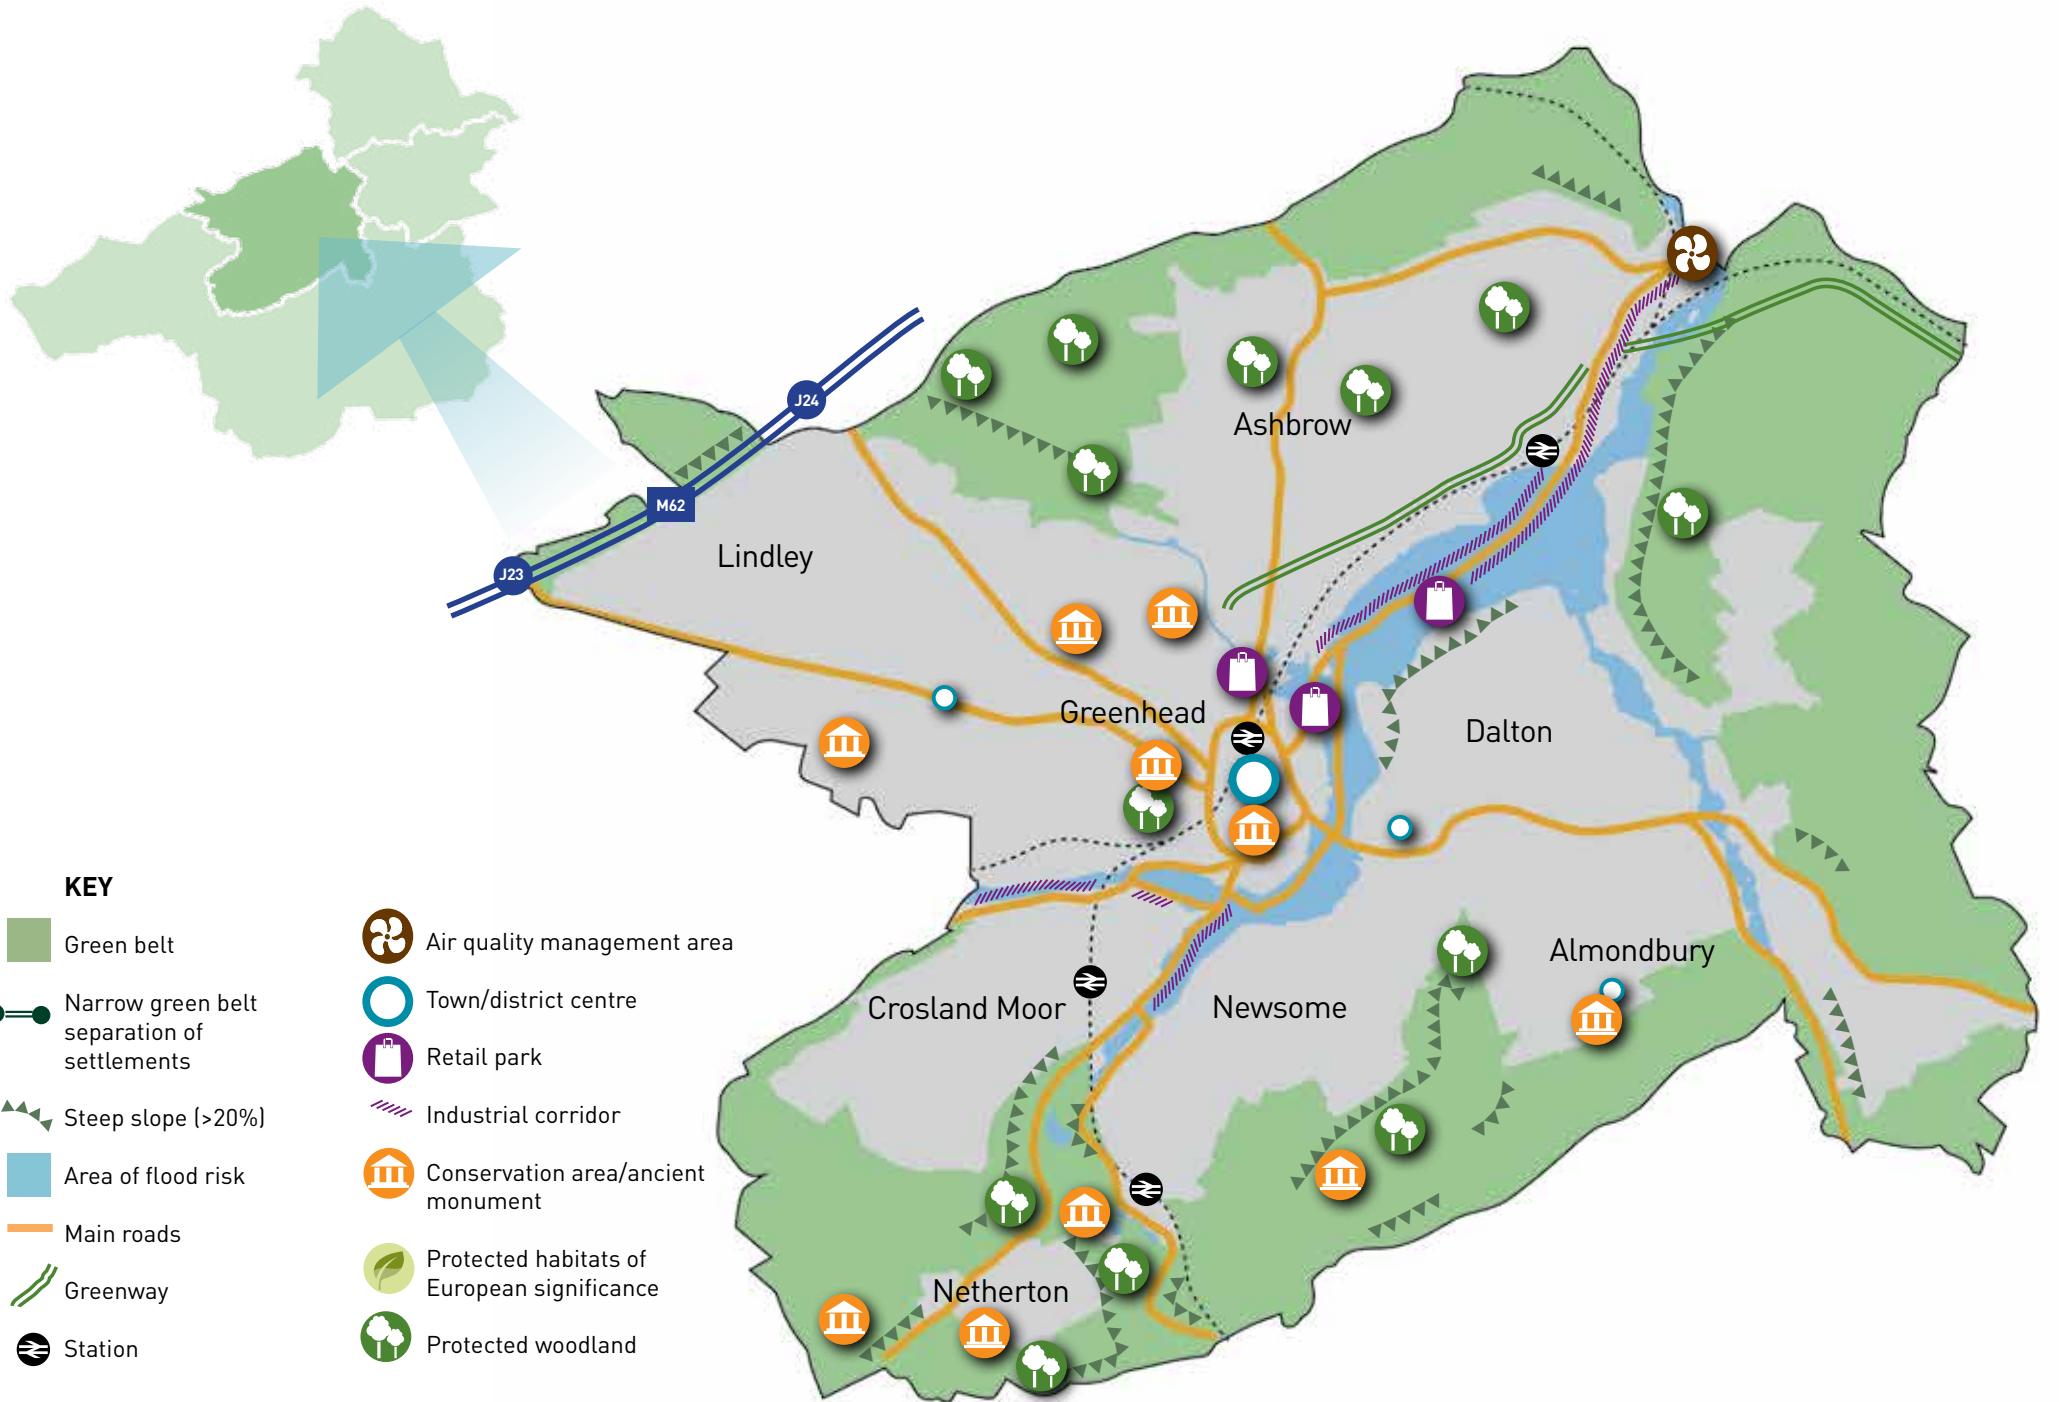 J24
M62
J23
Ashbrow
Lindley
Greenhead
Dalton
Almondbury
Crosland Moor
Newsome
Netherton
KEY
Green belt
Narrow green belt
separation of
settlements
Steep slope (>20%)
Area of flood risk
Main roads
Greenway
Station
Air quality management area
Town/district centre
Retail park
Industrial corridor
Conservation area/ancient
monument
Protected habitats of
European significance
Protected woodland